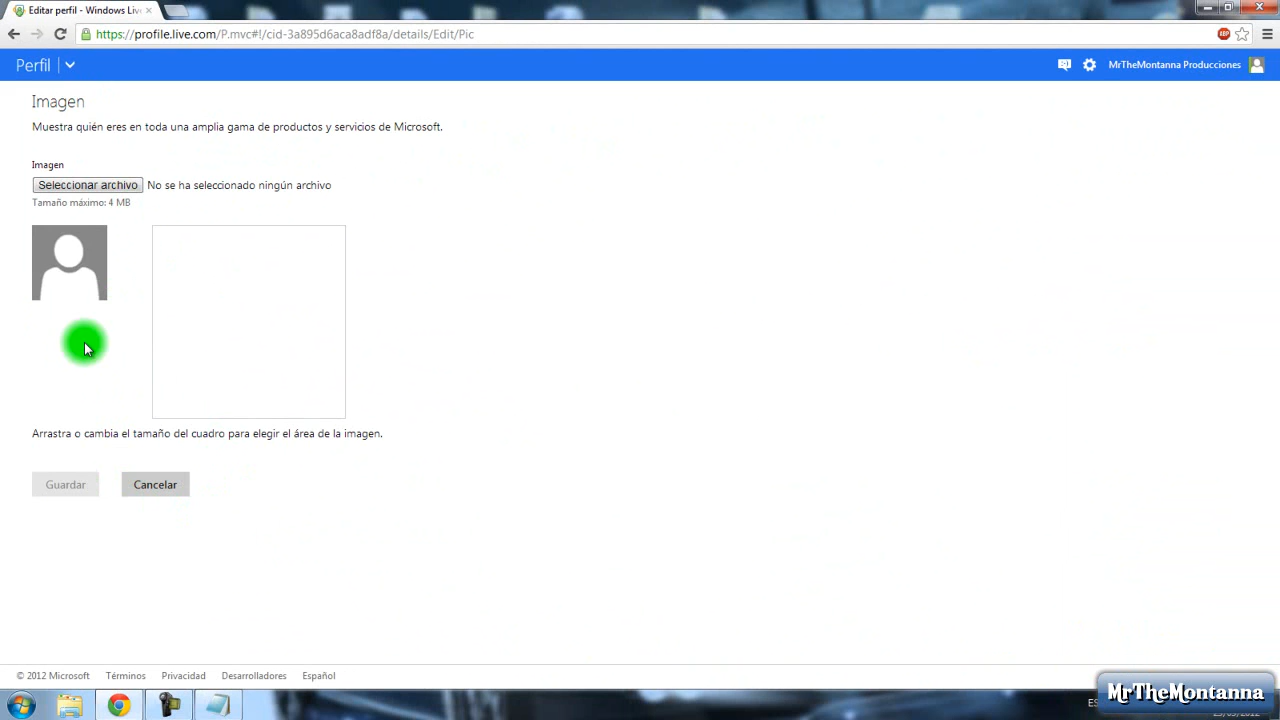 Editar perfil - Windows Live
https://profile.live.com/P.mvc#!/cid-3a895d6aca8adf8a/details/Edit/Pic
ABP
Perfil
MrTheMontanna Producciones
Imagen
Muestra quién eres en toda una amplia gama de productos y servicios de Microsoft.
Imagen
Seleccionar archivo No se ha seleccionado ningún archivo
Tamaño máximo: 4 MB
Arrastra o cambia el tamaño del cuadro para elegir el área de la imagen.
Guardar Cancelar
© 2012 Microsoft Términos Privacidad Desarrolladores Español
MrTheMontanna
ES